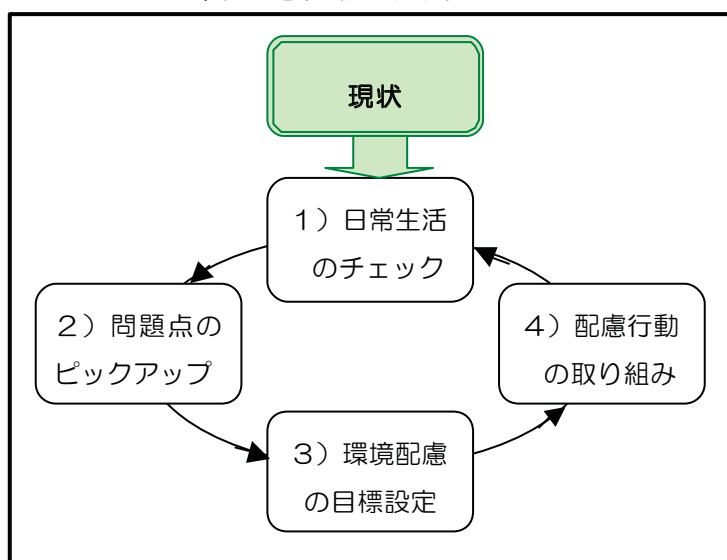 現状
１）日常生活
のチェック
２）問題点の
ピックアップ
３）環境配慮
の目標設定
４）配慮行動
の取り組み